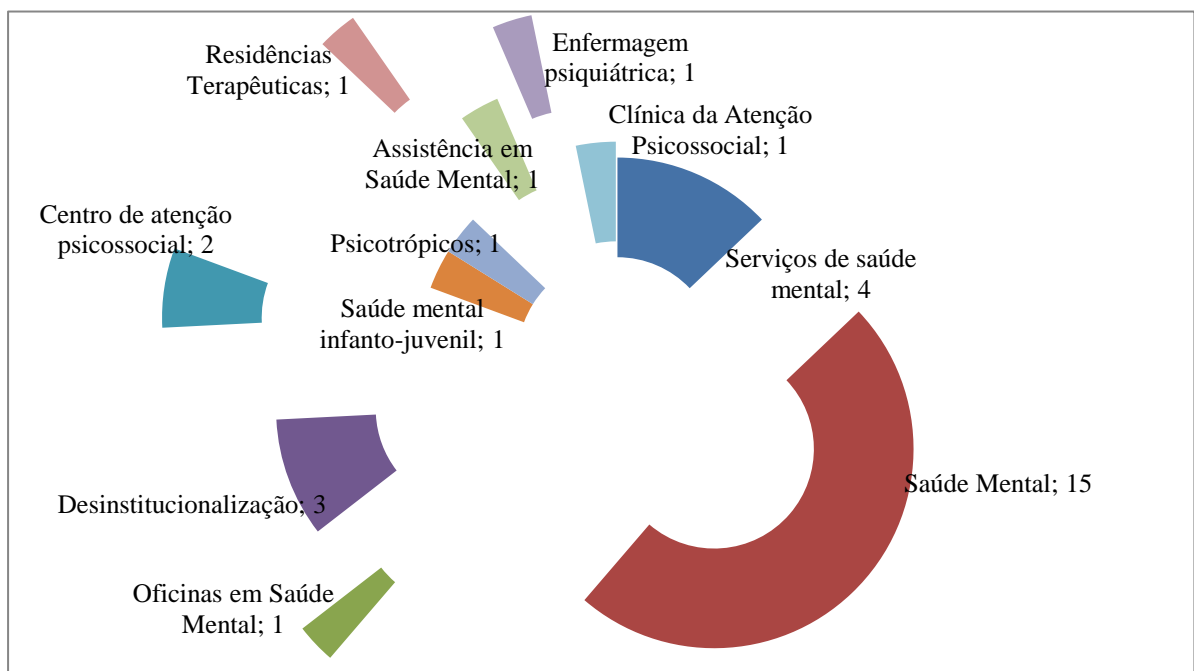 Residências
Terapêuticas; 1
Enfermagem
psiquiátrica; 1
Clínica da Atenção
Psicossocial; 1
Assistência em
Saúde Mental; 1
Centro de atenção
psicossocial; 2
Psicotrópicos; 1
Serviços de saúde
mental; 4
Saúde mental
infanto-juvenil; 1
Saúde Mental; 15
Desinstitucionalização; 3
Oficinas em Saúde
Mental; 1